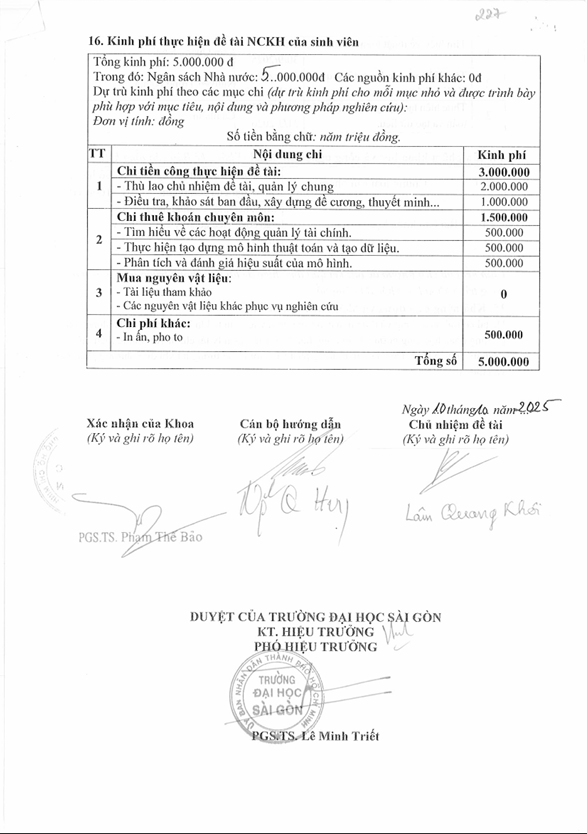 227
16. Kinh phí thực hiện đề tài NCKH của sinh viên
Tổng kinh phí: 5.000.000 đ
Trong đó: Ngân sách Nhà nước: 5..000.000đ Các nguồn kinh phí khác: 0đ
Dự trù kinh phí theo các mục chi (dự trù kinh phí cho mỗi mục nhỏ và được trình bày
phù hợp với mục tiêu, nội dung và phương pháp nghiên cứu):
Đơn vị tính: đồng
Số tiền bằng chữ: năm triệu đồng.
TT Nội dung chi Kinh phí
Chi tiền công thực hiện đề tài: 3.000.000
1 - Thù lao chủ nhiệm đề tài, quản lý chung 2.000.000
- Điều tra, khảo sát ban đầu, xây dựng đề cương, thuyết minh... 1.000.000
Chi thuê khoán chuyên môn: 1.500.000
2 - Tìm hiểu về các hoạt động quản lý tài chính. 500.000
- Thực hiện tạo dựng mô hình thuật toán và tạo dữ liệu. 500.000
- Phân tích và đánh giá hiệu suất của mô hình. 500.000
Mua nguyên vật liệu:
3 - Tài liệu tham khảo 0
- Các nguyên vật liệu khác phục vụ nghiên cứu
4 Chi phí khác: 500.000
- In ấn, pho to
Tổng số 5.000.000
Ngày 10 tháng 10 năm 2025
Xác nhận của Khoa Cán bộ hướng dẫn Chủ nhiệm đề tài
(Ký và ghi rõ họ tên) (Ký và ghi rõ họ tên) (Ký và ghi rõ họ tên)
Lâm Quang Khôi
PGS.TS. Phạm Thế Bảo
DUYỆT CỦA TRƯỜNG ĐẠI HỌC SÀI GÒN
KT. HIỆU TRƯỞNG
PHÓ HIỆU TRƯỞNG
ỦY BAN NHÂN DÂN THÀNH PHỐ HỒ CHÍ MINH
TRƯỜNG
ĐẠI HỌC
SÀI GÒN
PGS.TS. Lê Minh Triết